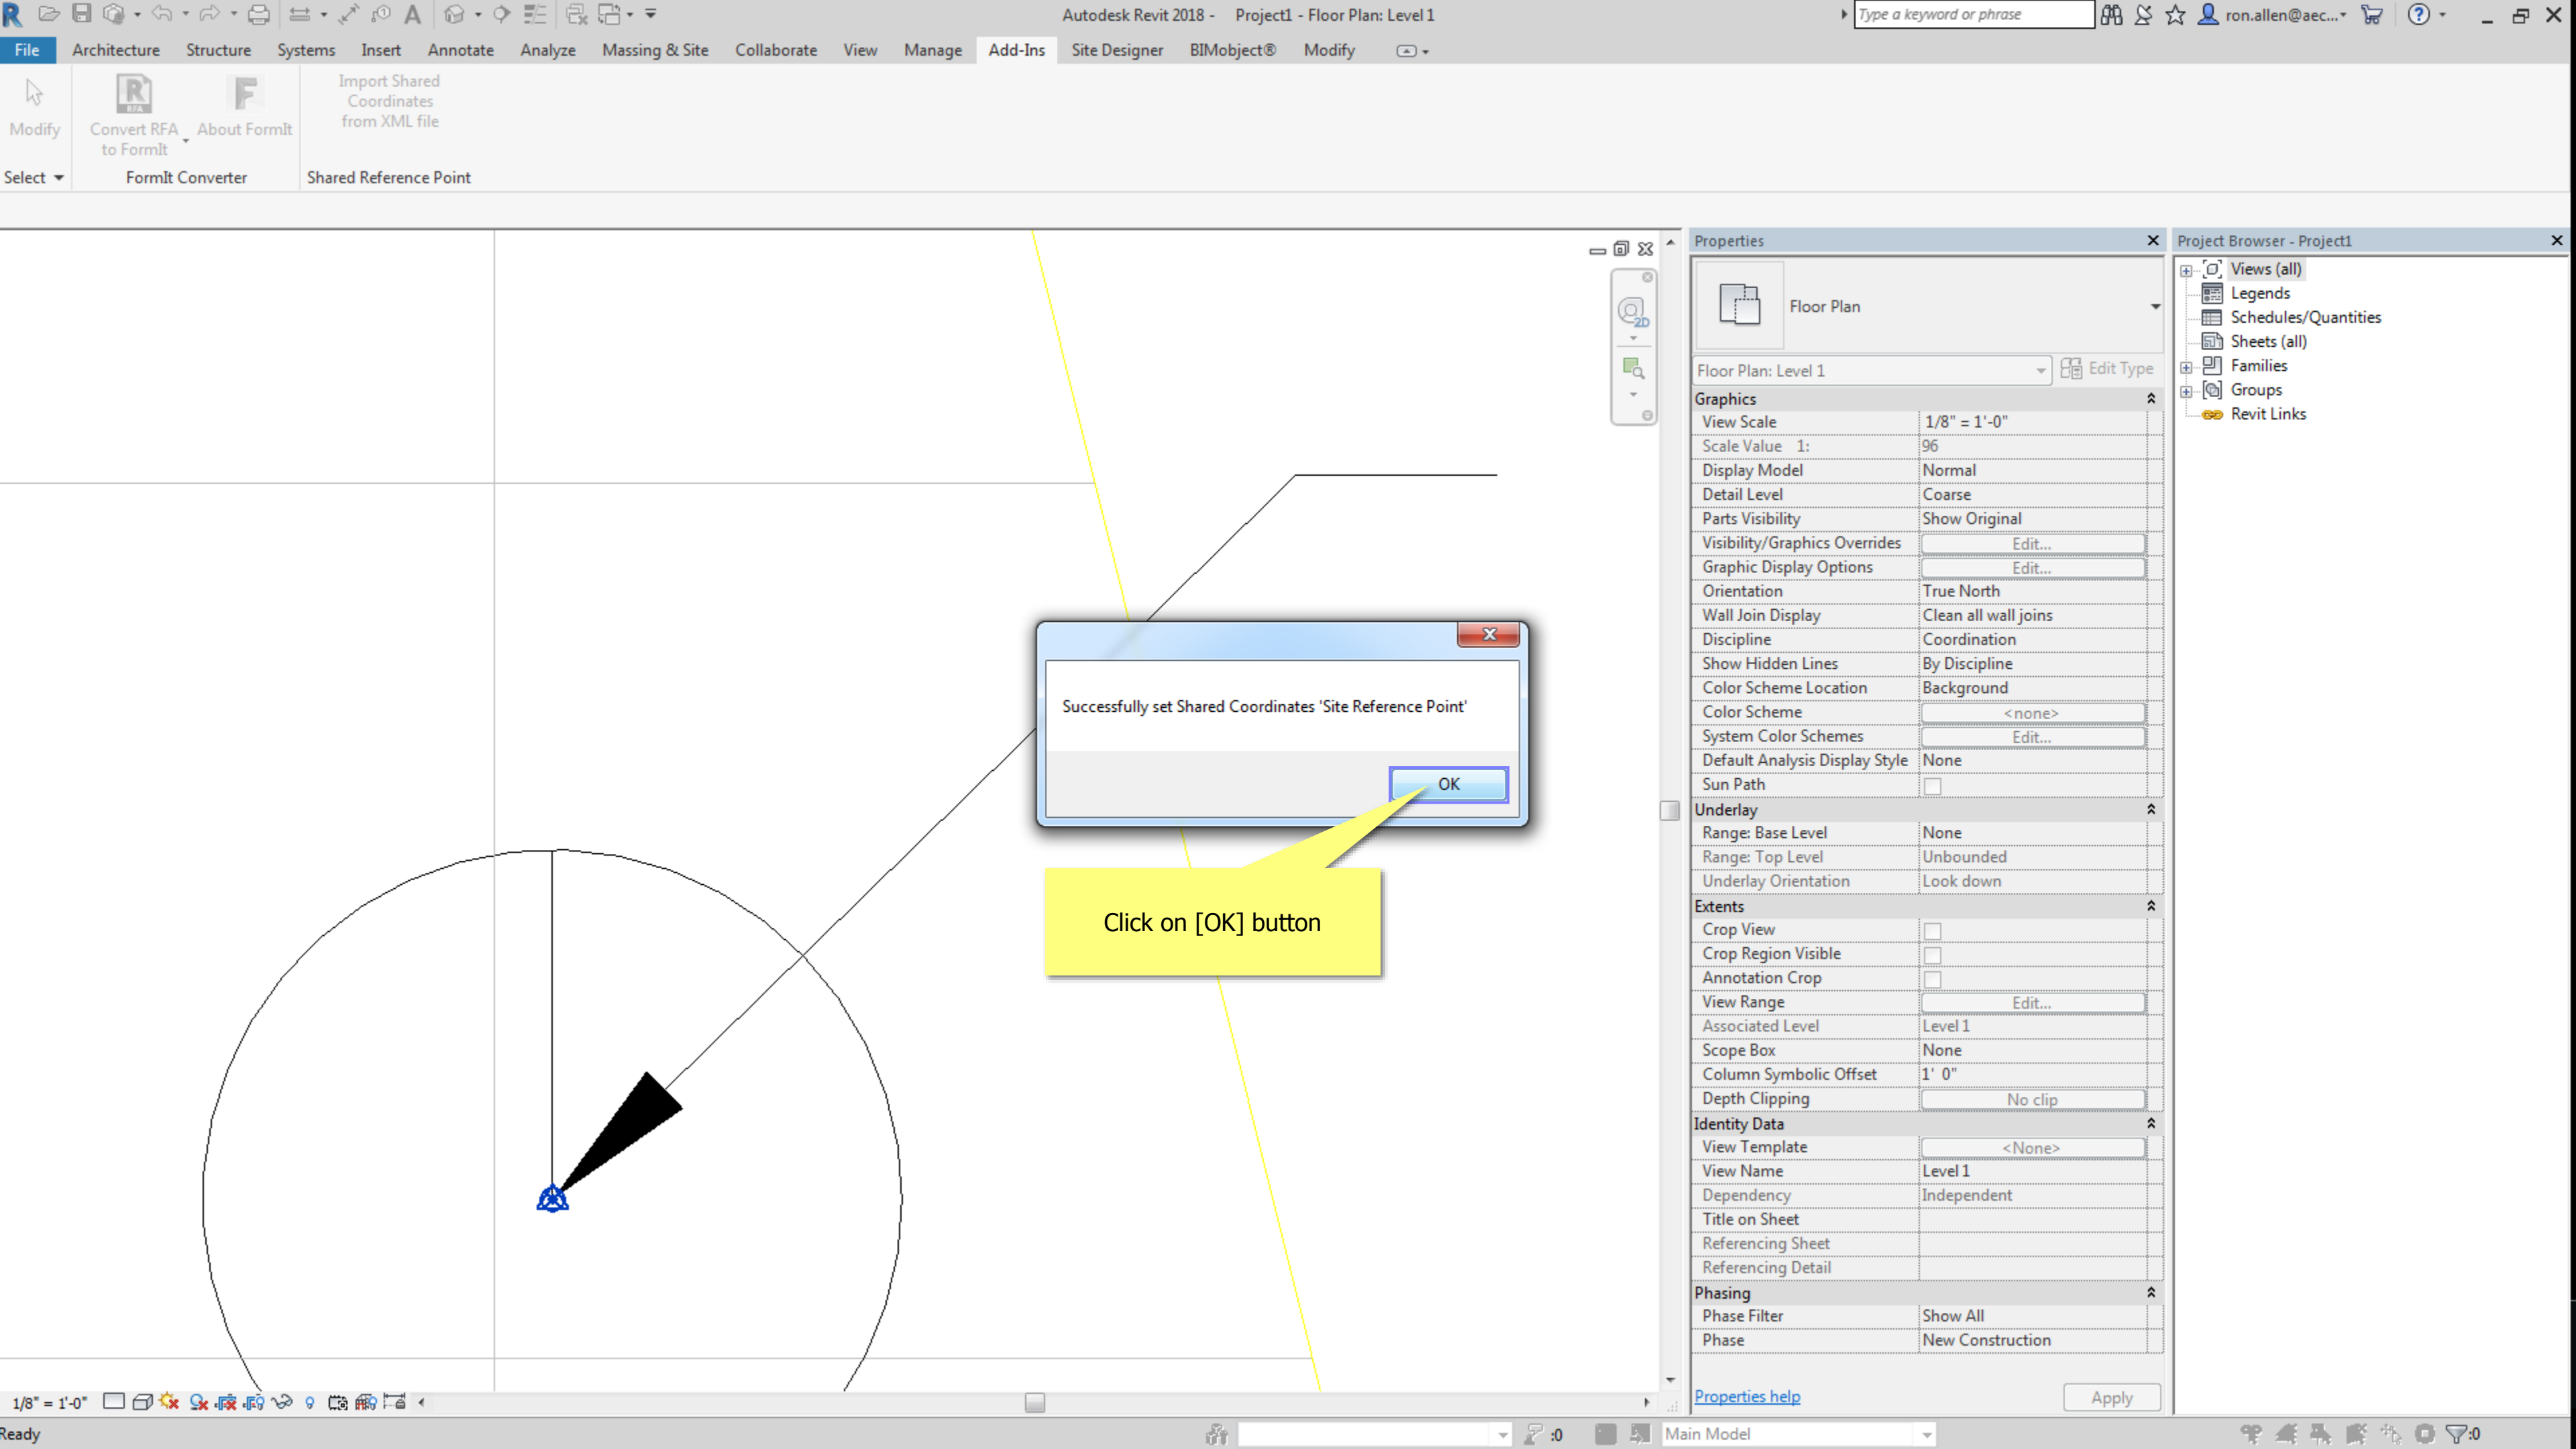 Autodesk Revit 2018 - Project1 - Floor Plan: Level 1
Type a keyword or phrase
ron.allen@aec...
File Architecture Structure Systems Insert Annotate Analyze Massing & Site Collaborate View Manage Add-Ins Site Designer BIMobject® Modify
Modify
Convert RFA
to FormIt
About FormIt
Import Shared
Coordinates
from XML file
Select
FormIt Converter
Shared Reference Point
2D
Successfully set Shared Coordinates 'Site Reference Point'
OK
Click on [OK] button
Properties
Floor Plan
Floor Plan: Level 1
Edit Type
Graphics
View Scale 1/8" = 1'-0"
Scale Value 1: 96
Display Model Normal
Detail Level Coarse
Parts Visibility Show Original
Visibility/Graphics Overrides Edit...
Graphic Display Options Edit...
Orientation True North
Wall Join Display Clean all wall joins
Discipline Coordination
Show Hidden Lines By Discipline
Color Scheme Location Background
Color Scheme <none>
System Color Schemes Edit...
Default Analysis Display Style None
Sun Path
Underlay
Range: Base Level None
Range: Top Level Unbounded
Underlay Orientation Look down
Extents
Crop View
Crop Region Visible
Annotation Crop
View Range Edit...
Associated Level Level 1
Scope Box None
Column Symbolic Offset 1' 0"
Depth Clipping No clip
Identity Data
View Template <None>
View Name Level 1
Dependency Independent
Title on Sheet
Referencing Sheet
Referencing Detail
Phasing
Phase Filter Show All
Phase New Construction
Properties help
Apply
Project Browser - Project1
Views (all)
Legends
Schedules/Quantities
Sheets (all)
Families
Groups
Revit Links
1/8" = 1'-0"
Ready
:0
Main Model
:0